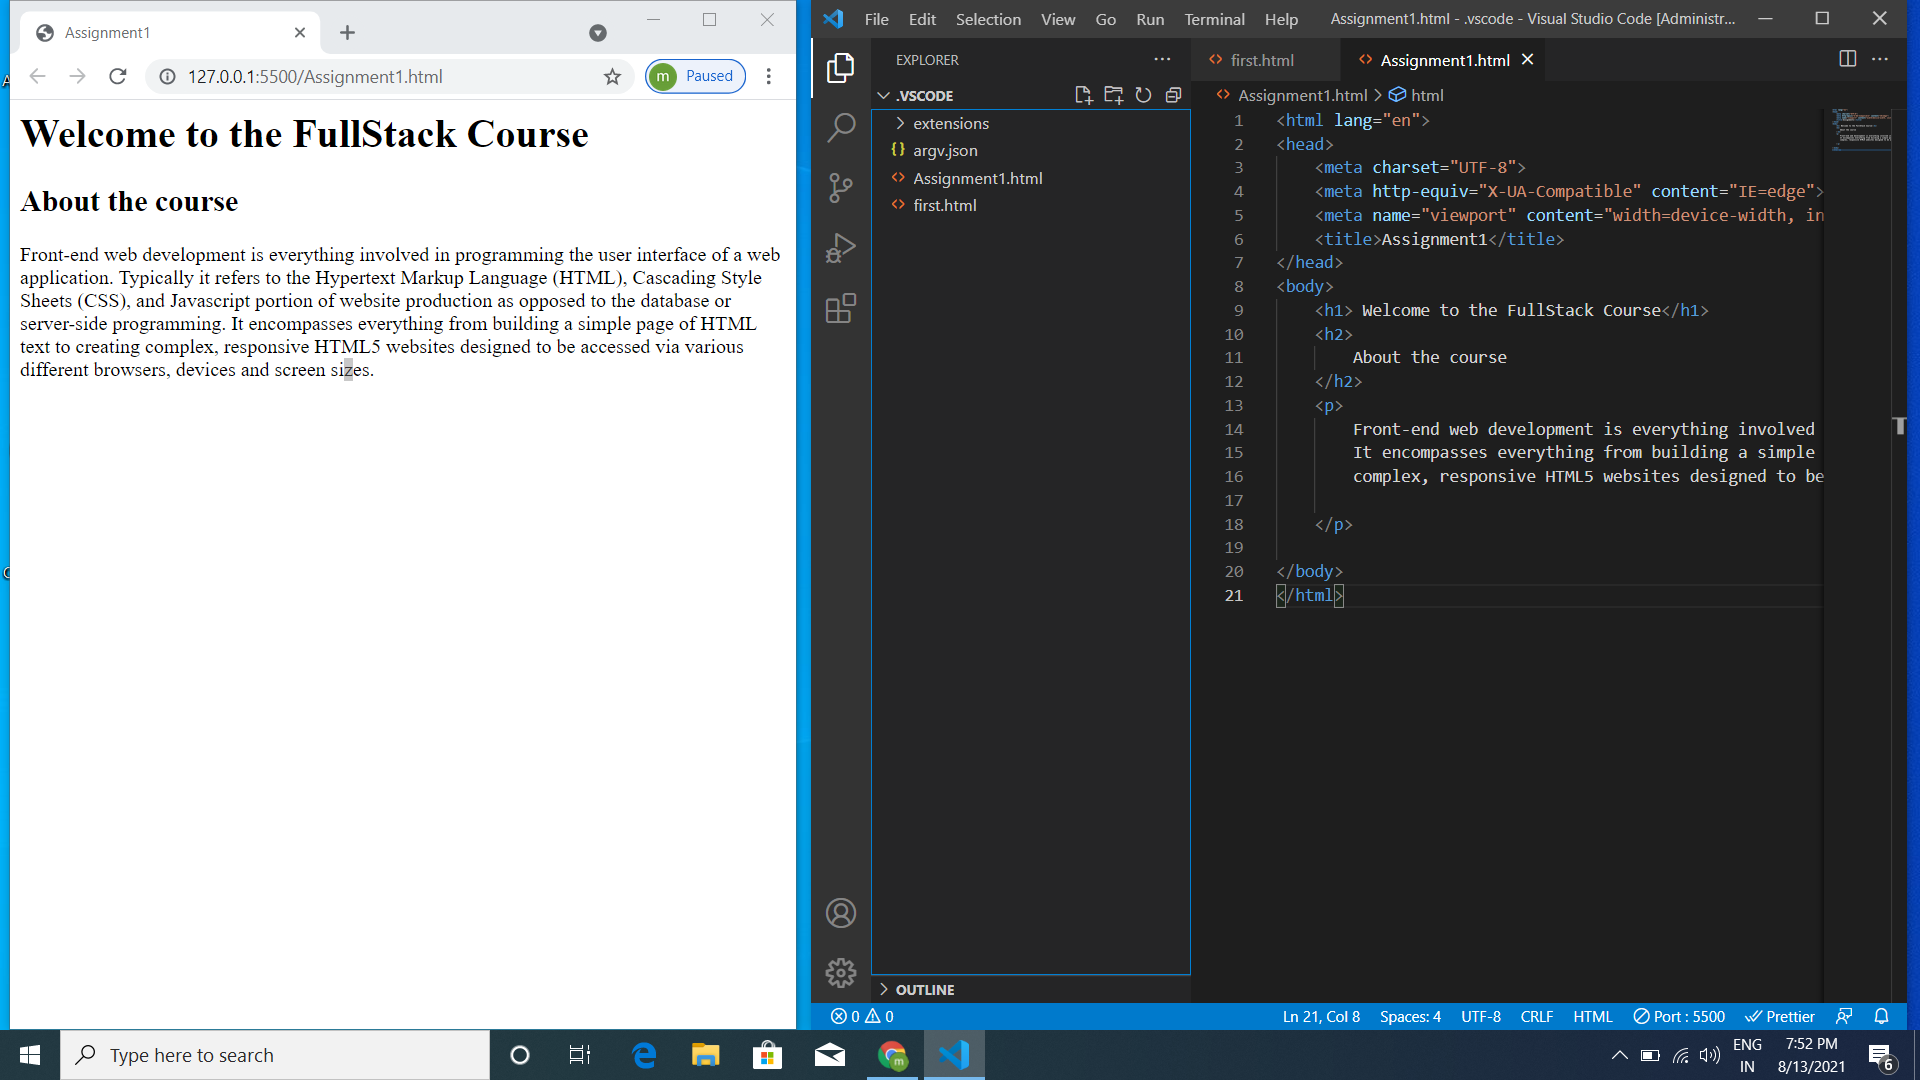 Assignment1
127.0.0.1:5500/Assignment1.html
m
Paused
Welcome to the FullStack Course
About the course
Front-end web development is everything involved in programming the user interface of a web
application. Typically it refers to the Hypertext Markup Language (HTML), Cascading Style
Sheets (CSS), and Javascript portion of website production as opposed to the database or
server-side programming. It encompasses everything from building a simple page of HTML
text to creating complex, responsive HTML5 websites designed to be accessed via various
different browsers, devices and screen sizes.
File Edit Selection View Go Run Terminal Help Assignment1.html - .vscode - Visual Studio Code [Administr...
EXPLORER
.VSCODE
extensions
{} argv.json
<> Assignment1.html
<> first.html
OUTLINE
<> first.html <> Assignment1.html
<> Assignment1.html > html
1 <html lang="en">
2 <head>
3 <meta charset="UTF-8">
4 <meta http-equiv="X-UA-Compatible" content="IE=edge">
5 <meta name="viewport" content="width=device-width, in
6 <title>Assignment1</title>
7 </head>
8 <body>
9 <h1> Welcome to the FullStack Course</h1>
10 <h2>
11 About the course
12 </h2>
13 <p>
14 Front-end web development is everything involved
15 It encompasses everything from building a simple
16 complex, responsive HTML5 websites designed to be
17
18 </p>
19
20 </body>
21 </html>
0 0 Ln 21, Col 8 Spaces: 4 UTF-8 CRLF HTML Port : 5500 Prettier
Type here to search
m
ENG
IN
7:52 PM
8/13/2021
6